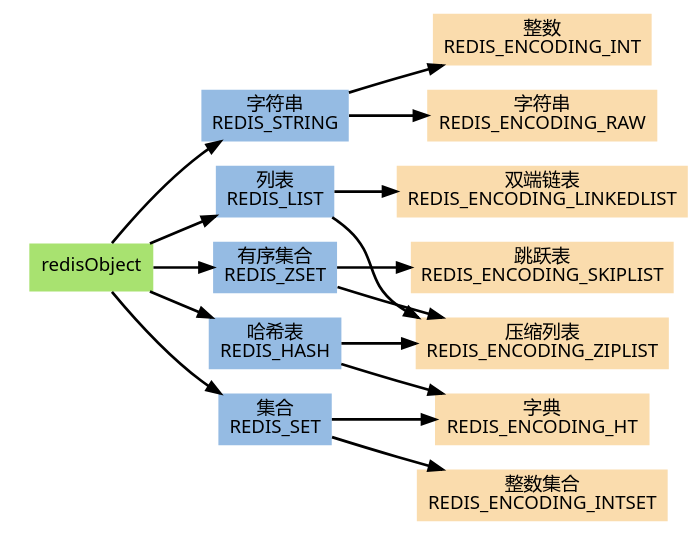 redisObject
字符串
REDIS_STRING
列表
REDIS_LIST
有序集合
REDIS_ZSET
哈希表
REDIS_HASH
集合
REDIS_SET
整数
REDIS_ENCODING_INT
字符串
REDIS_ENCODING_RAW
双端链表
REDIS_ENCODING_LINKEDLIST
跳跃表
REDIS_ENCODING_SKIPLIST
压缩列表
REDIS_ENCODING_ZIPLIST
字典
REDIS_ENCODING_HT
整数集合
REDIS_ENCODING_INTSET